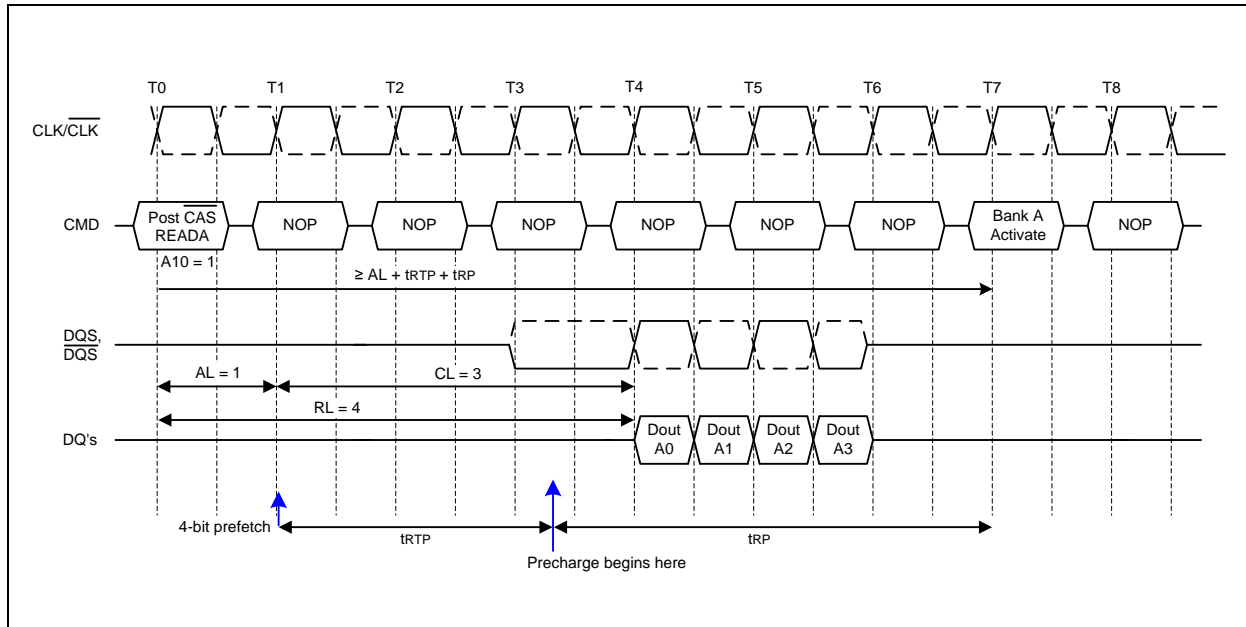 T0 T1 T2 T3 T4 T5 T6 T7 T8
CLK/CLK
CMD
Post CAS
READA
NOP
NOP
NOP
NOP
NOP
NOP
Bank A
Activate
NOP
A10 = 1
≥ AL + tRTP + tRP
DQS,
DQS
AL = 1
CL = 3
RL = 4
DQ's
Dout
A0
Dout
A1
Dout
A2
Dout
A3
4-bit prefetch
tRTP
tRP
Precharge begins here